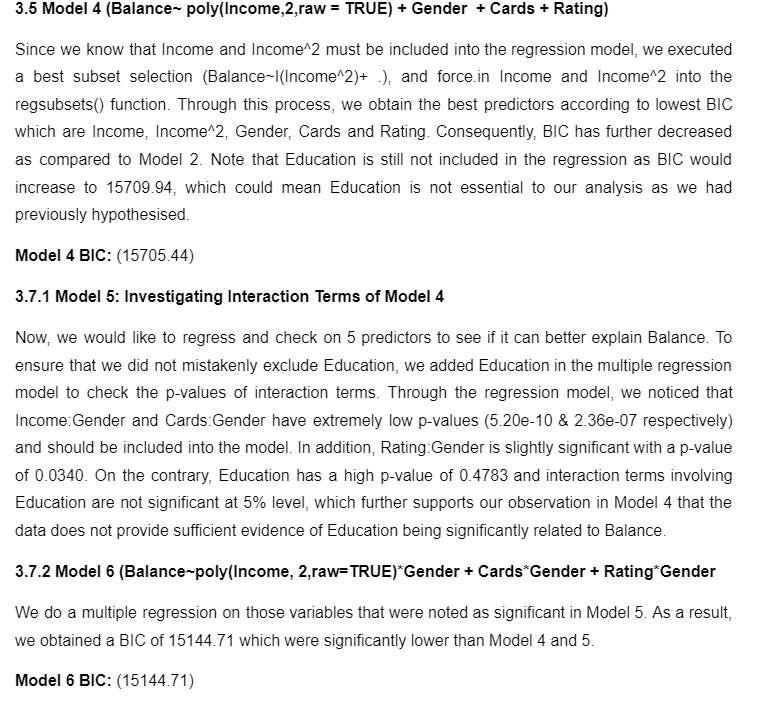 3.5 Model 4 (Balance~ poly(Income,2,raw = TRUE) + Gender + Cards + Rating)
Since we know that Income and Income^2 must be included into the regression model, we executed
a best subset selection (Balance~I(Income^2)+ .), and force.in Income and Income^2 into the
regsubsets() function. Through this process, we obtain the best predictors according to lowest BIC
which are Income, Income^2, Gender, Cards and Rating. Consequently, BIC has further decreased
as compared to Model 2. Note that Education is still not included in the regression as BIC would
increase to 15709.94, which could mean Education is not essential to our analysis as we had
previously hypothesised.
Model 4 BIC: (15705.44)
3.7.1 Model 5: Investigating Interaction Terms of Model 4
Now, we would like to regress and check on 5 predictors to see if it can better explain Balance. To
ensure that we did not mistakenly exclude Education, we added Education in the multiple regression
model to check the p-values of interaction terms. Through the regression model, we noticed that
Income:Gender and Cards:Gender have extremely low p-values (5.20e-10 & 2.36e-07 respectively)
and should be included into the model. In addition, Rating:Gender is slightly significant with a p-value
of 0.0340. On the contrary, Education has a high p-value of 0.4783 and interaction terms involving
Education are not significant at 5% level, which further supports our observation in Model 4 that the
data does not provide sufficient evidence of Education being significantly related to Balance.
3.7.2 Model 6 (Balance~poly(Income, 2,raw=TRUE)*Gender + Cards*Gender + Rating*Gender
We do a multiple regression on those variables that were noted as significant in Model 5. As a result,
we obtained a BIC of 15144.71 which were significantly lower than Model 4 and 5.
Model 6 BIC: (15144.71)